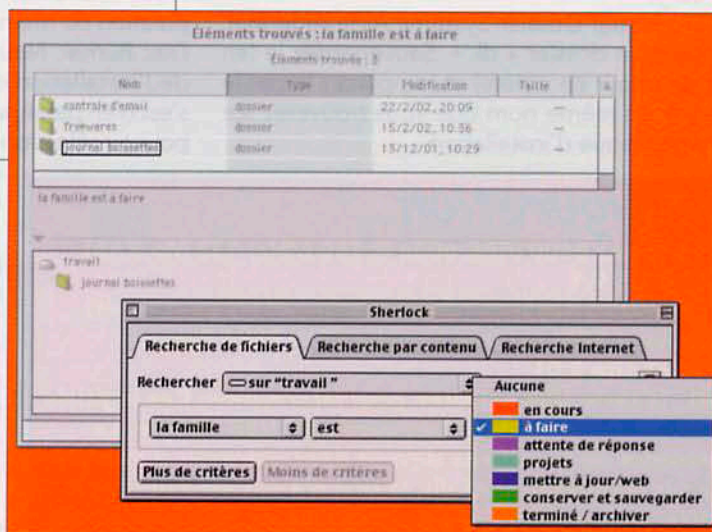 Éléments trouvés : la famille est à faire
Éléments trouvés : 3
Nom Type Modification Taille
controle d'email dossier 22/2/02, 20:09 —
freewares dossier 15/2/02, 10:36 —
journal boissettes dossier 13/12/01, 10:29 —
la famille est à faire
travail
journal boissettes
Sherlock
Recherche de fichiers Recherche par contenu Recherche Internet
Rechercher sur "travail"
la famille est
Plus de critères Moins de critères
Aucune
en cours
à faire
attente de réponse
projets
mettre à jour/web
conserver et sauvegarder
terminé / archiver